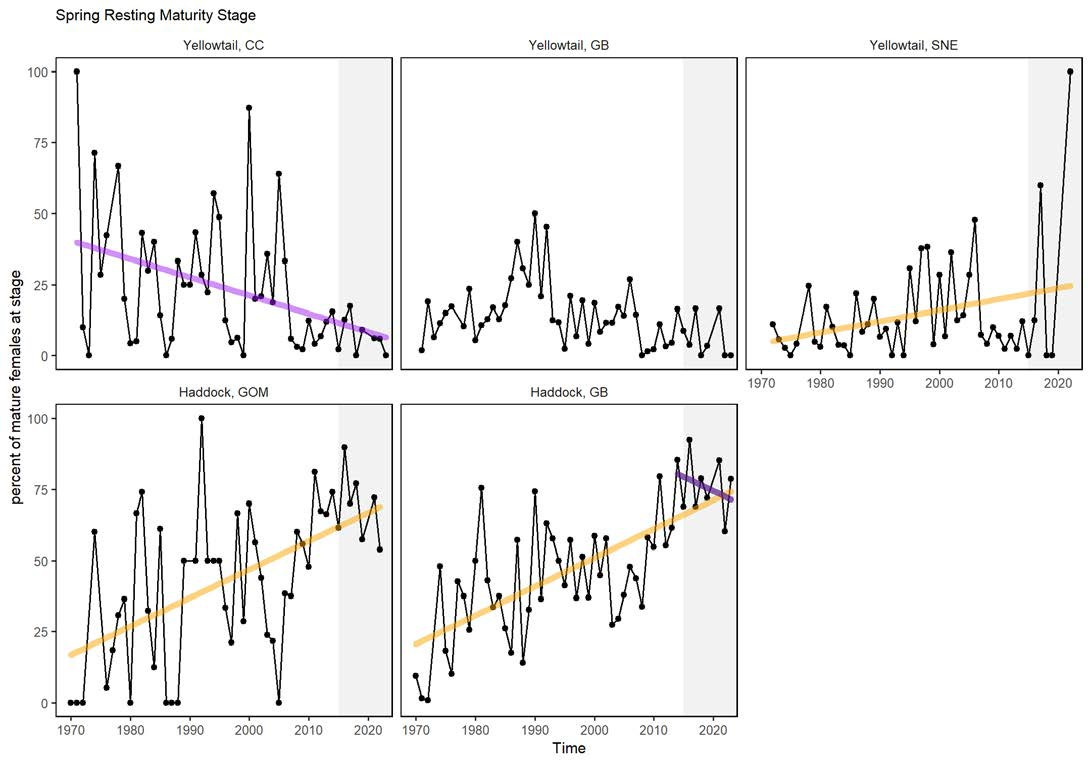 Spring Resting Maturity Stage
Yellowtail, CC
Yellowtail, GB
Yellowtail, SNE
100
75
50
25
0
1970 1980 1990 2000 2010 2020
Haddock, GOM
Haddock, GB
100
75
50
25
0
1970 1980 1990 2000 2010 2020
1970 1980 1990 2000 2010 2020
percent of mature females at stage
Time